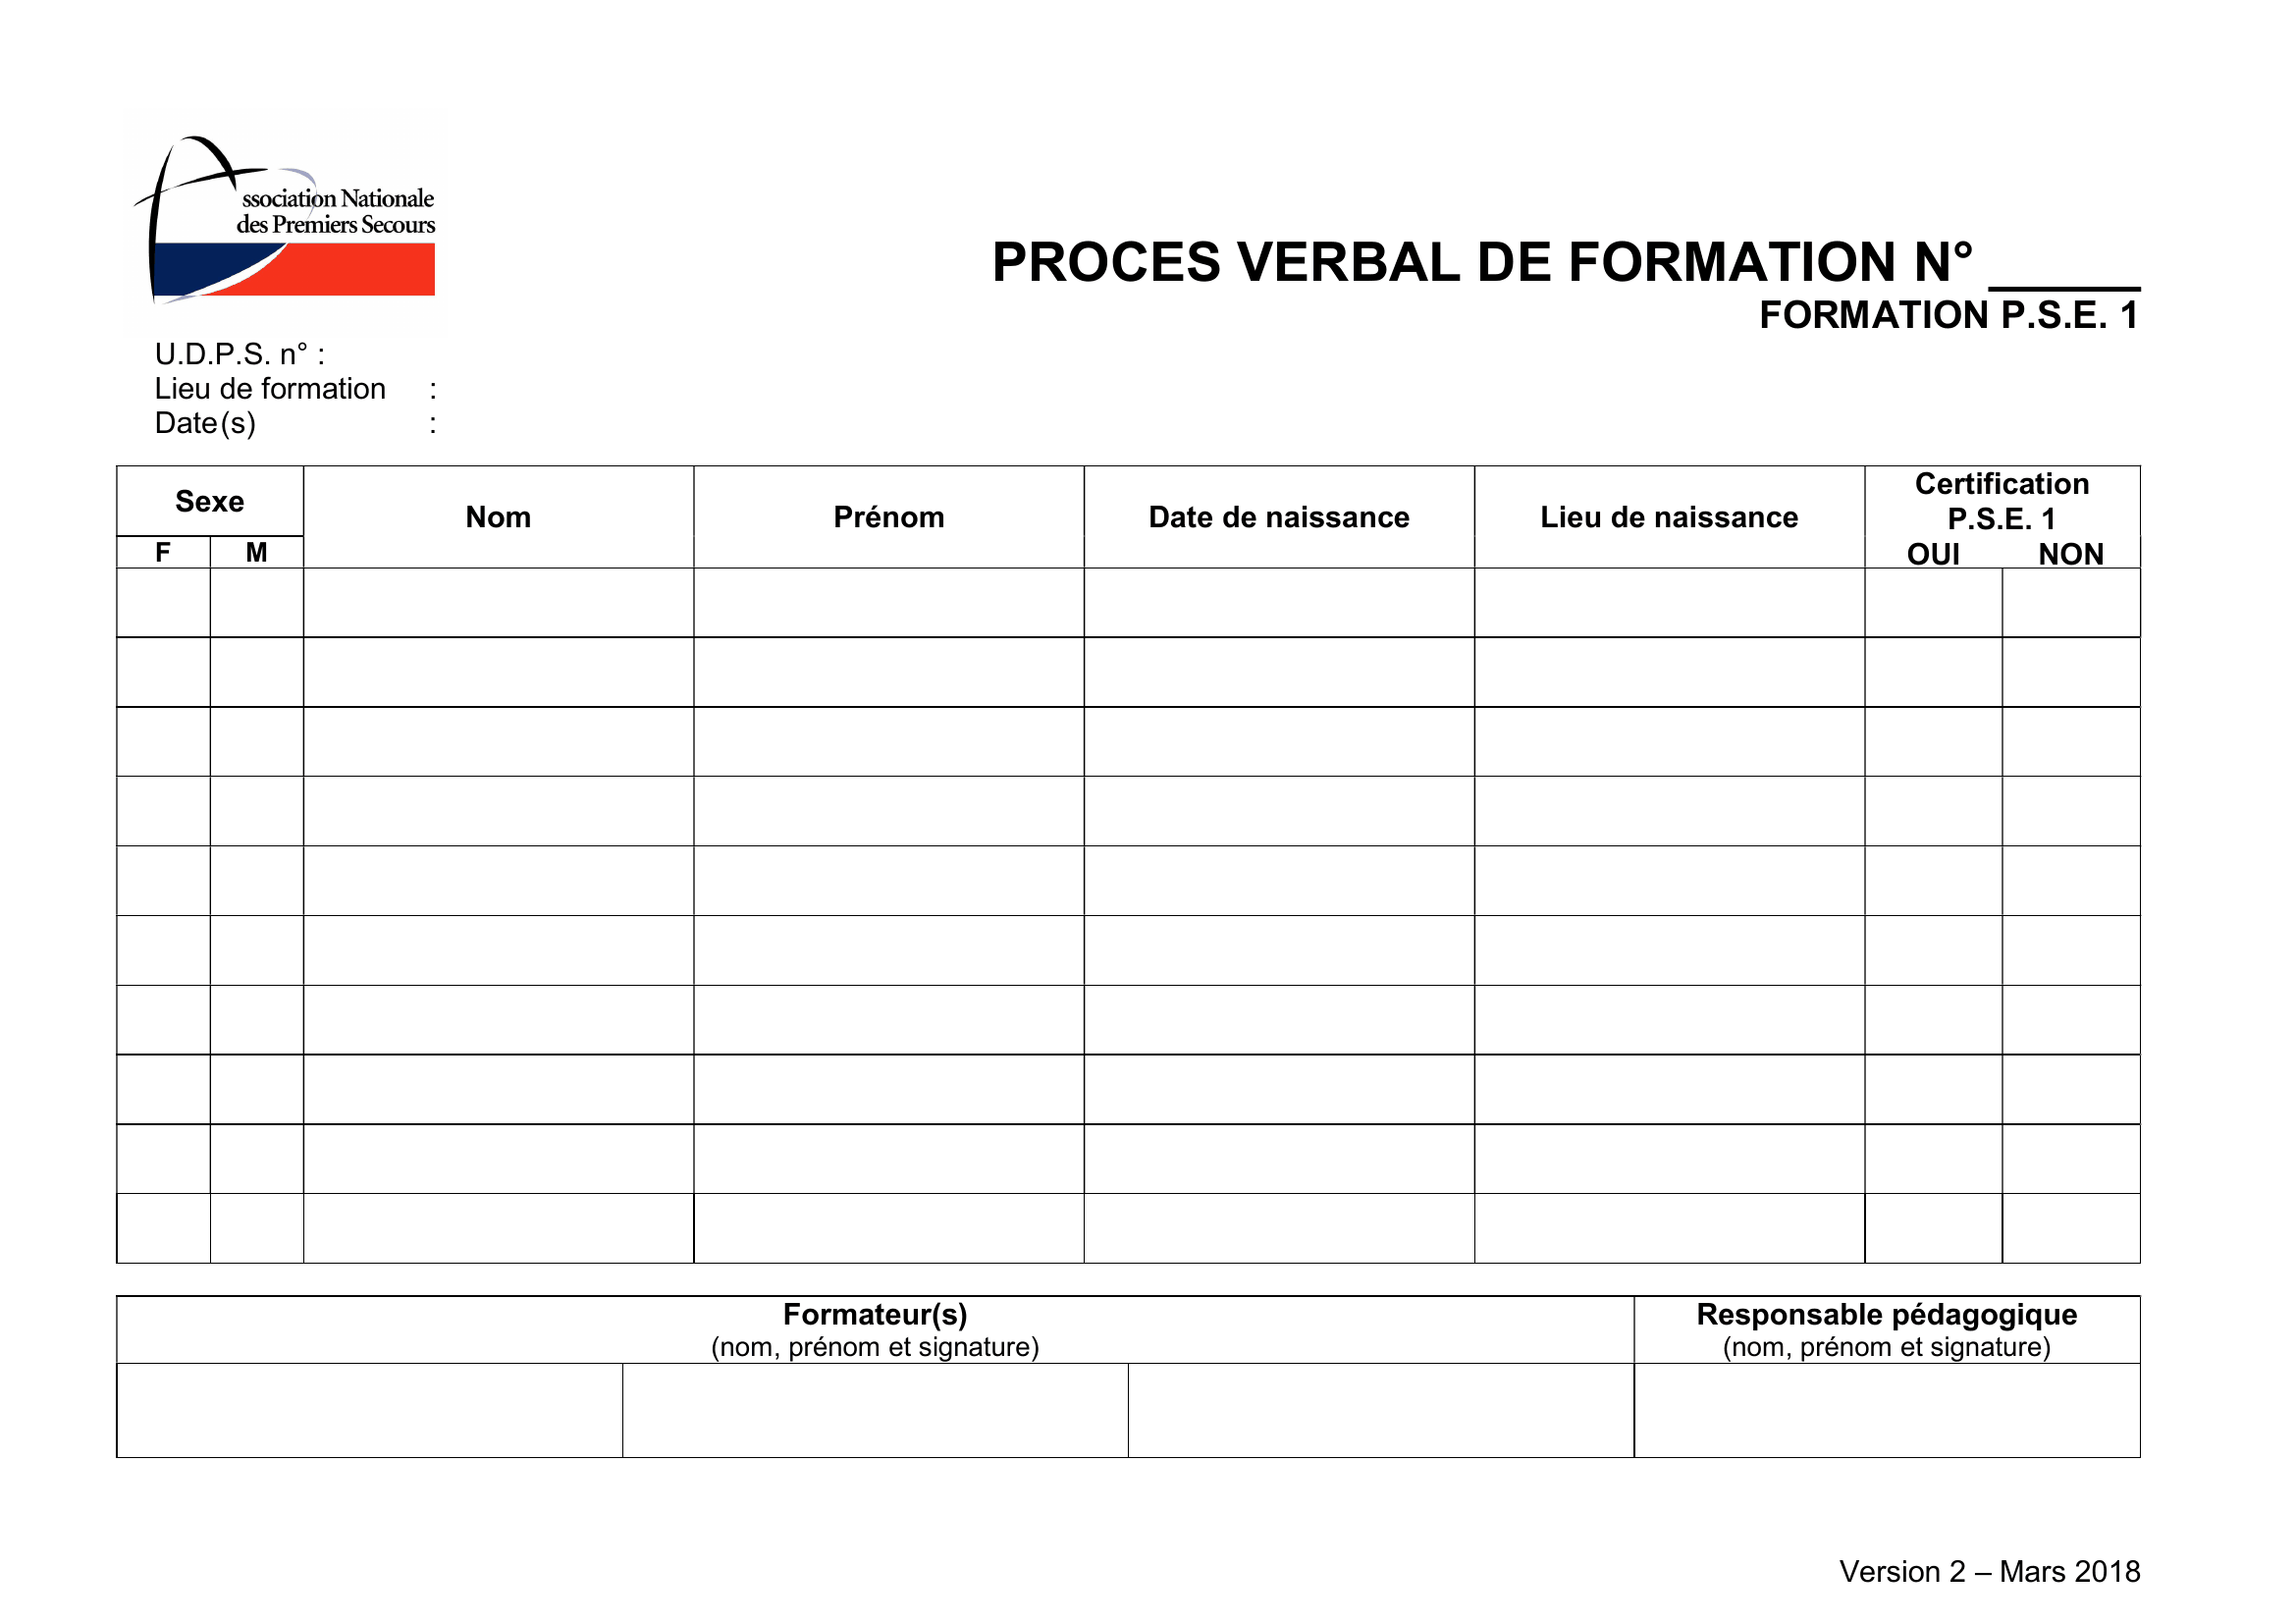 ssociation Nationale
des Premiers Secours
PROCES VERBAL DE FORMATION N° _____
FORMATION P.S.E. 1
U.D.P.S. n° :
Lieu de formation :
Date(s) :
Sexe
Nom
Prénom
Date de naissance
Lieu de naissance
Certification
P.S.E. 1
F M
OUI NON
Formateur(s)
(nom, prénom et signature)
Responsable pédagogique
(nom, prénom et signature)
Version 2 – Mars 2018